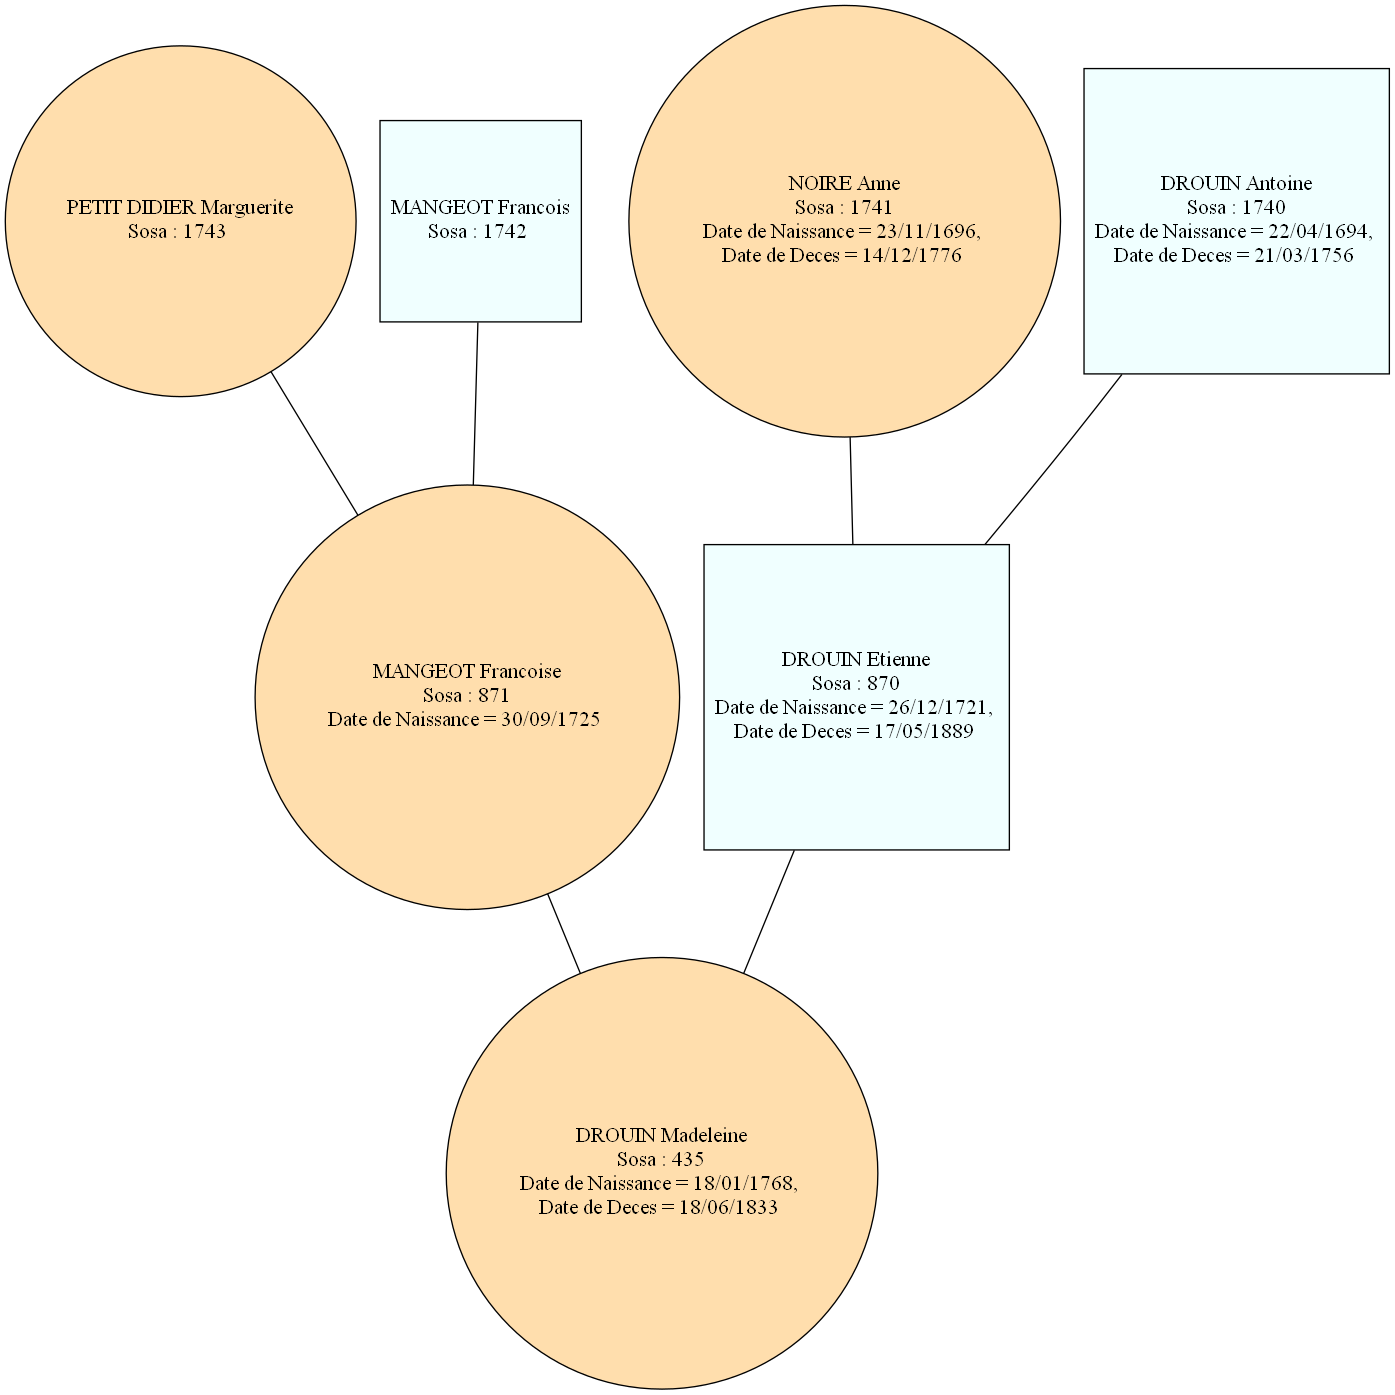 PETIT DIDIER Marguerite
Sosa : 1743
MANGEOT Francois
Sosa : 1742
NOIRE Anne
Sosa : 1741
Date de Naissance = 23/11/1696,
Date de Deces = 14/12/1776
DROUIN Antoine
Sosa : 1740
Date de Naissance = 22/04/1694,
Date de Deces = 21/03/1756
MANGEOT Francoise
Sosa : 871
Date de Naissance = 30/09/1725
DROUIN Etienne
Sosa : 870
Date de Naissance = 26/12/1721,
Date de Deces = 17/05/1889
DROUIN Madeleine
Sosa : 435
Date de Naissance = 18/01/1768,
Date de Deces = 18/06/1833